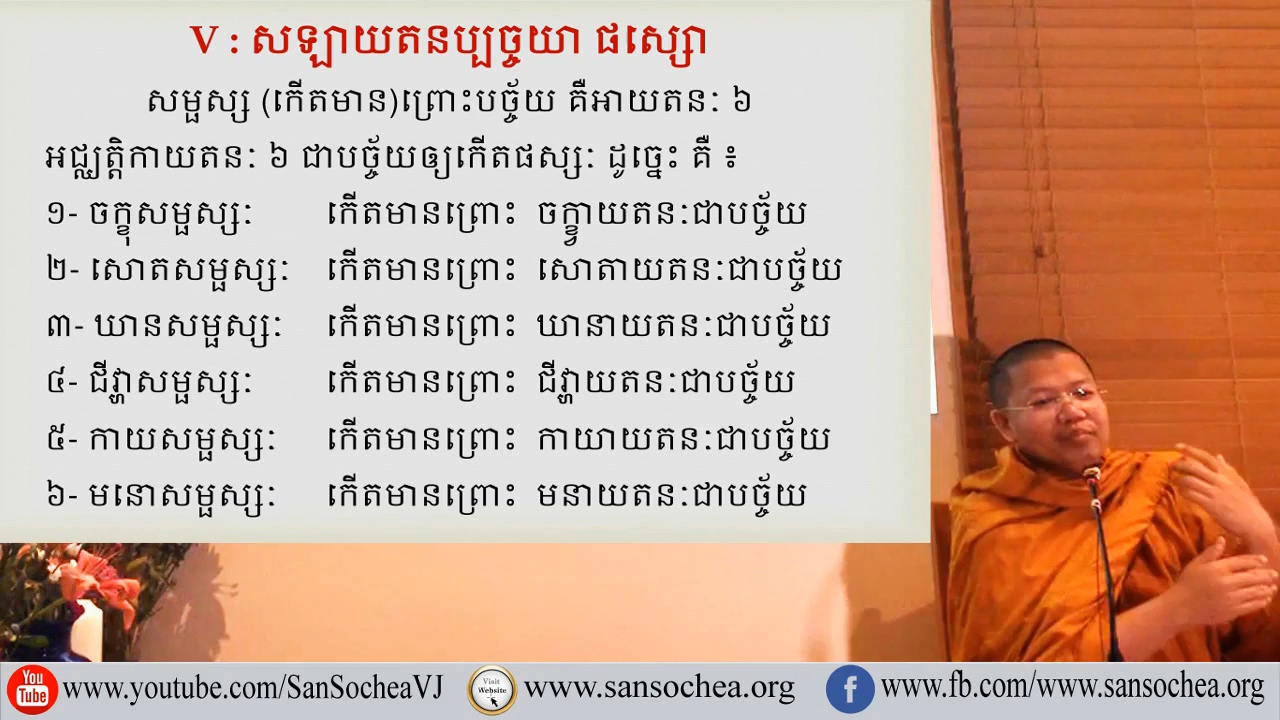 V : សឡាយតនប្បច្ចយា ផស្សោ
សម្ផស្ស (កើតមាន)ព្រោះបច្ច័យ គឺអាយតនៈ ៦
អជ្ឈត្តិកាយតនៈ ៦ ជាបច្ច័យឲ្យកើតផស្សៈ ដូច្នេះ គឺ ៖
១- ចក្ខុសម្ផស្សៈ កើតមានព្រោះ ចក្ខ្វាយតនៈជាបច្ច័យ
២- សោតសម្ផស្សៈ កើតមានព្រោះ សោតាយតនៈជាបច្ច័យ
៣- ឃានសម្ផស្សៈ កើតមានព្រោះ ឃានាយតនៈជាបច្ច័យ
៤- ជីវ្ហាសម្ផស្សៈ កើតមានព្រោះ ជីវ្ហាយតនៈជាបច្ច័យ
៥- កាយសម្ផស្សៈ កើតមានព្រោះ កាយាយតនៈជាបច្ច័យ
៦- មនោសម្ផស្សៈ កើតមានព្រោះ មនាយតនៈជាបច្ច័យ
You Tube www.youtube.com/SanSocheaVJ Visit Website www.sansochea.org f www.fb.com/www.sansochea.org